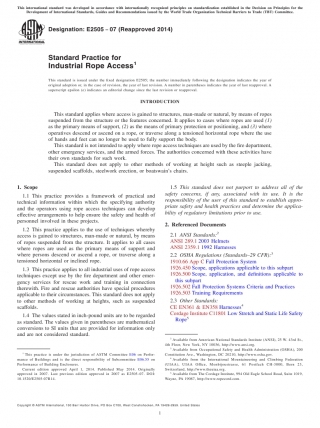 This international standard was developed in accordance with internationally recognized principles on standardization established in the Decision on Principles for the
Development of International Standards, Guides and Recommendations issued by the World Trade Organization Technical Barriers to Trade (TBT) Committee.
Designation: E2505 − 07 (Reapproved 2014)
ASTM
INTERNATIONAL
Standard Practice for
Industrial Rope Access1
This standard is issued under the fixed designation E2505; the number immediately following the designation indicates the year of
original adoption or, in the case of revision, the year of last revision. A number in parentheses indicates the year of last reapproval. A
superscript epsilon (ε) indicates an editorial change since the last revision or reapproval.
INTRODUCTION
This standard applies where access is gained to structures, man-made or natural, by means of ropes
suspended from the structure or the features concerned. It applies to cases where ropes are used (1)
as the primary means of support, (2) as the means of primary protection or positioning, and (3) where
operatives descend or ascend on a rope, or traverse along a tensioned horizontal rope where the use
of hands and feet can no longer be used to fully support the body.
This standard is not intended to apply where rope access techniques are used by the fire department,
other emergency services, and the armed forces. The authorities concerned with these activities have
their own standards for such work.
This standard does not apply to other methods of working at height such as steeple jacking,
suspended scaffolds, steelwork erection, or boatswain's chairs.
1. Scope
1.1 This practice provides a framework of practical and
technical information within which the specifying authority
and the operators using rope access techniques can develop
effective arrangements to help ensure the safety and health of
personnel involved in these projects.
1.2 This practice applies to the use of techniques whereby
access is gained to structures, man-made or natural, by means
of ropes suspended from the structure. It applies to all cases
where ropes are used as the primary means of support and
where persons descend or ascend a rope, or traverse along a
tensioned horizontal or inclined rope.
1.3 This practice applies to all industrial uses of rope access
techniques except use by the fire department and other emer-
gency services for rescue work and training in connection
therewith. Fire and rescue authorities have special procedures
applicable to their circumstances. This standard does not apply
to other methods of working at heights, such as suspended
scaffolds.
1.4 The values stated in inch-pound units are to be regarded
as standard. The values given in parentheses are mathematical
conversions to SI units that are provided for information only
and are not considered standard.
1.5 This standard does not purport to address all of the
safety concerns, if any, associated with its use. It is the
responsibility of the user of this standard to establish appro-
priate safety and health practices and determine the applica-
bility of regulatory limitations prior to use.
2. Referenced Documents
2.1 ANSI Standards:2
ANSI 289.1 2003 Helmets
ANSI 2359.1 1992 Harnesses
2.2 OSHA Regulations (Standards–29 CFR):3
1910.66 App C Fall Protection System
1926.450 Scope, applications applicable to this subpart
1926.500 Scope, application, and definitions applicable to
this subpart
1926.502 Fall Protection Systems Criteria and Practices
1926.503 Training Requirements
2.3 Other Standards:
CE EN361 & EN358 Harnesses4
Cordage Institute C11801 Low Stretch and Static Life Safety
Rope5
1 This practice is under the jurisdiction of ASTM Committee E06 on Perfor-
mance of Buildings and is the direct responsibility of Subcommittee E06.55 on
Performance of Building Enclosures.
Current edition approved April 1, 2014. Published May 2014. Originally
approved in 2007. Last previous edition approved in 2007 as E2505-07. DOI:
10.1520/E2505-07R14.
2 Available from American National Standards Institute (ANSI), 25 W. 43rd St.,
4th Floor, New York, NY 10036, http://www.ansi.org.
3 Available from Occupational Safety and Health Administration (OSHA), 200
Constitution Ave., Washington, DC 20210, http://www.osha.gov.
4 Available from the International Mountaineering and Climbing Federation
5 Available from The Cordage Institute, 994 Old Eagle School Road, Suite 1019,
Wayne, PA 19087, http://www.ropecord.com.
Copyright © ASTM International, 100 Barr Harbor Drive, PO Box C700, West Conshohocken, PA 19428-2959. United States
1